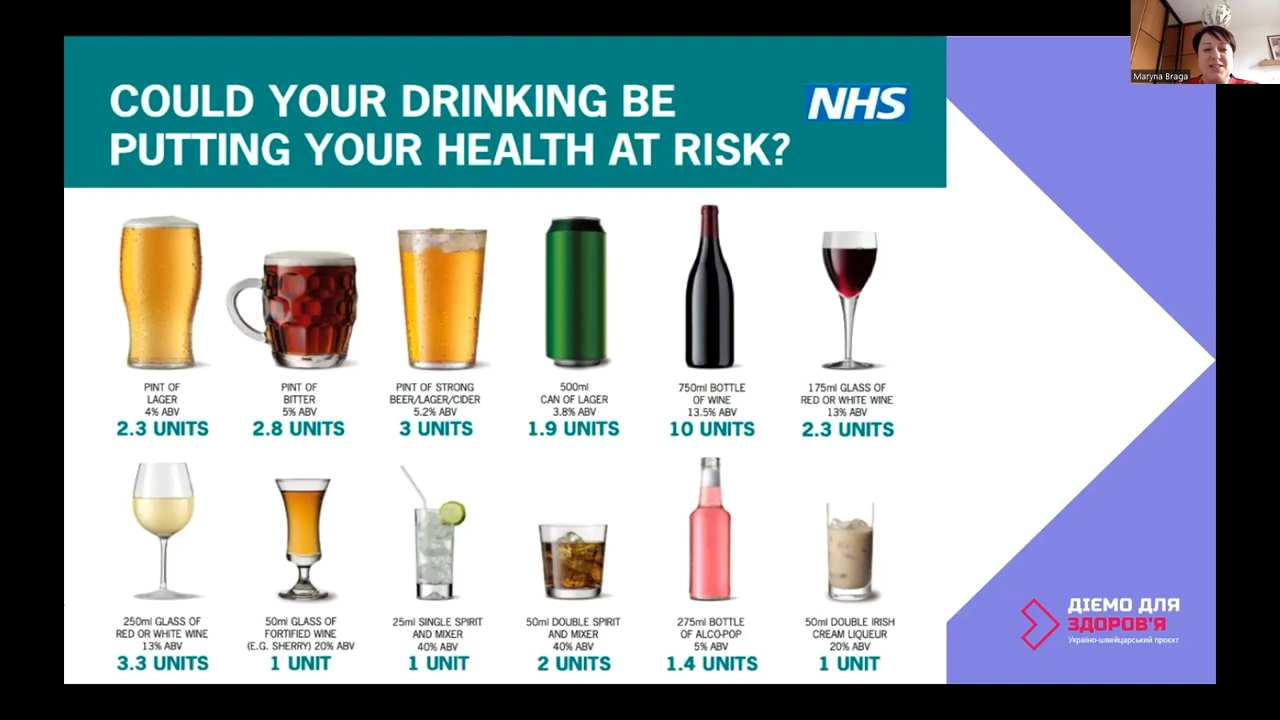 COULD YOUR DRINKING BE
PUTTING YOUR HEALTH AT RISK?
NHS
Maryna Braga
PINT OF
LAGER
4% ABV
2.3 UNITS
PINT OF
BITTER
5% ABV
2.8 UNITS
PINT OF STRONG
BEER/LAGER/CIDER
5.2% ABV
3 UNITS
500ml
CAN OF LAGER
3.8% ABV
1.9 UNITS
750ml BOTTLE
OF WINE
13.5% ABV
10 UNITS
175ml GLASS OF
RED OR WHITE WINE
13% ABV
2.3 UNITS
250ml GLASS OF
RED OR WHITE WINE
13% ABV
3.3 UNITS
50ml GLASS OF
FORTIFIED WINE
(E.G. SHERRY) 20% ABV
1 UNIT
25ml SINGLE SPIRIT
AND MIXER
40% ABV
1 UNIT
50ml DOUBLE SPIRIT
AND MIXER
40% ABV
2 UNITS
275ml BOTTLE
OF ALCO-POP
5% ABV
1.4 UNITS
50ml DOUBLE IRISH
CREAM LIQUEUR
20% ABV
1 UNIT
ДІЄМО ДЛЯ
ЗДОРОВ'Я
Україно-швейцарський проєкт